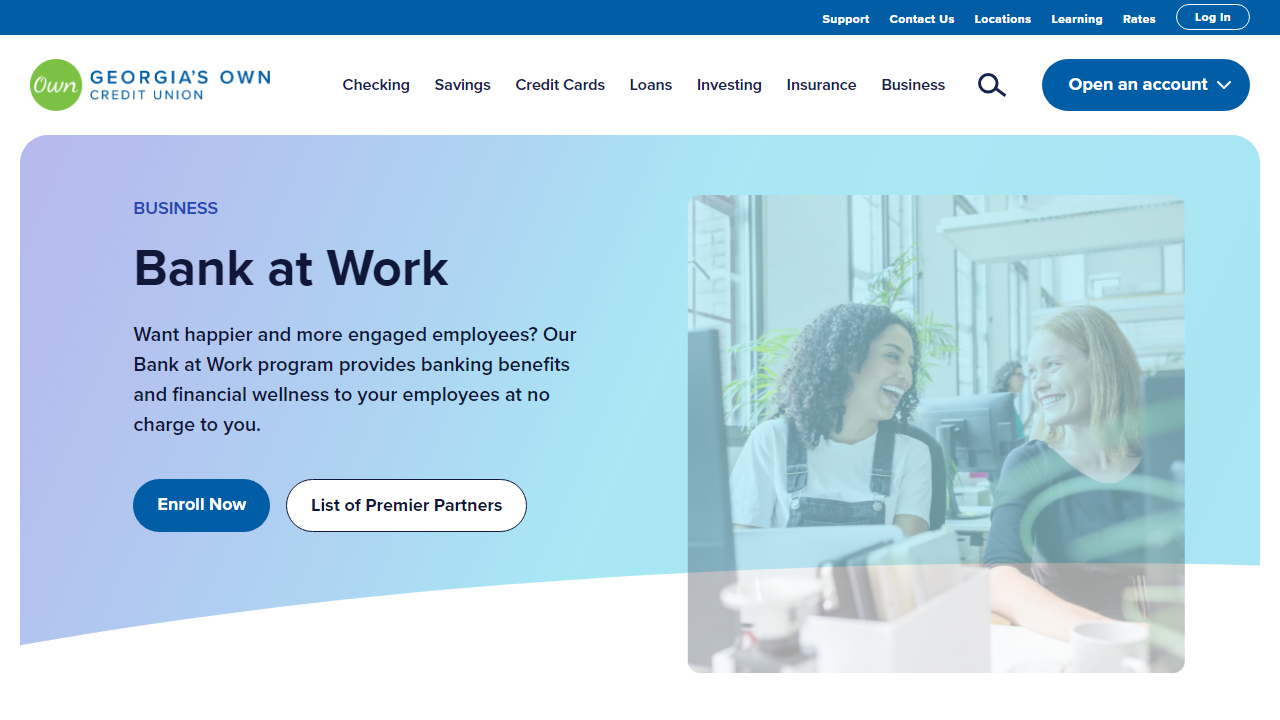 Support Contact Us Locations Learning Rates Log In
Own GEORGIA'S OWN
CREDIT UNION
Checking Savings Credit Cards Loans Investing Insurance Business Open an account
BUSINESS
Bank at Work
Want happier and more engaged employees? Our
Bank at Work program provides banking benefits
and financial wellness to your employees at no
charge to you.
Enroll Now List of Premier Partners